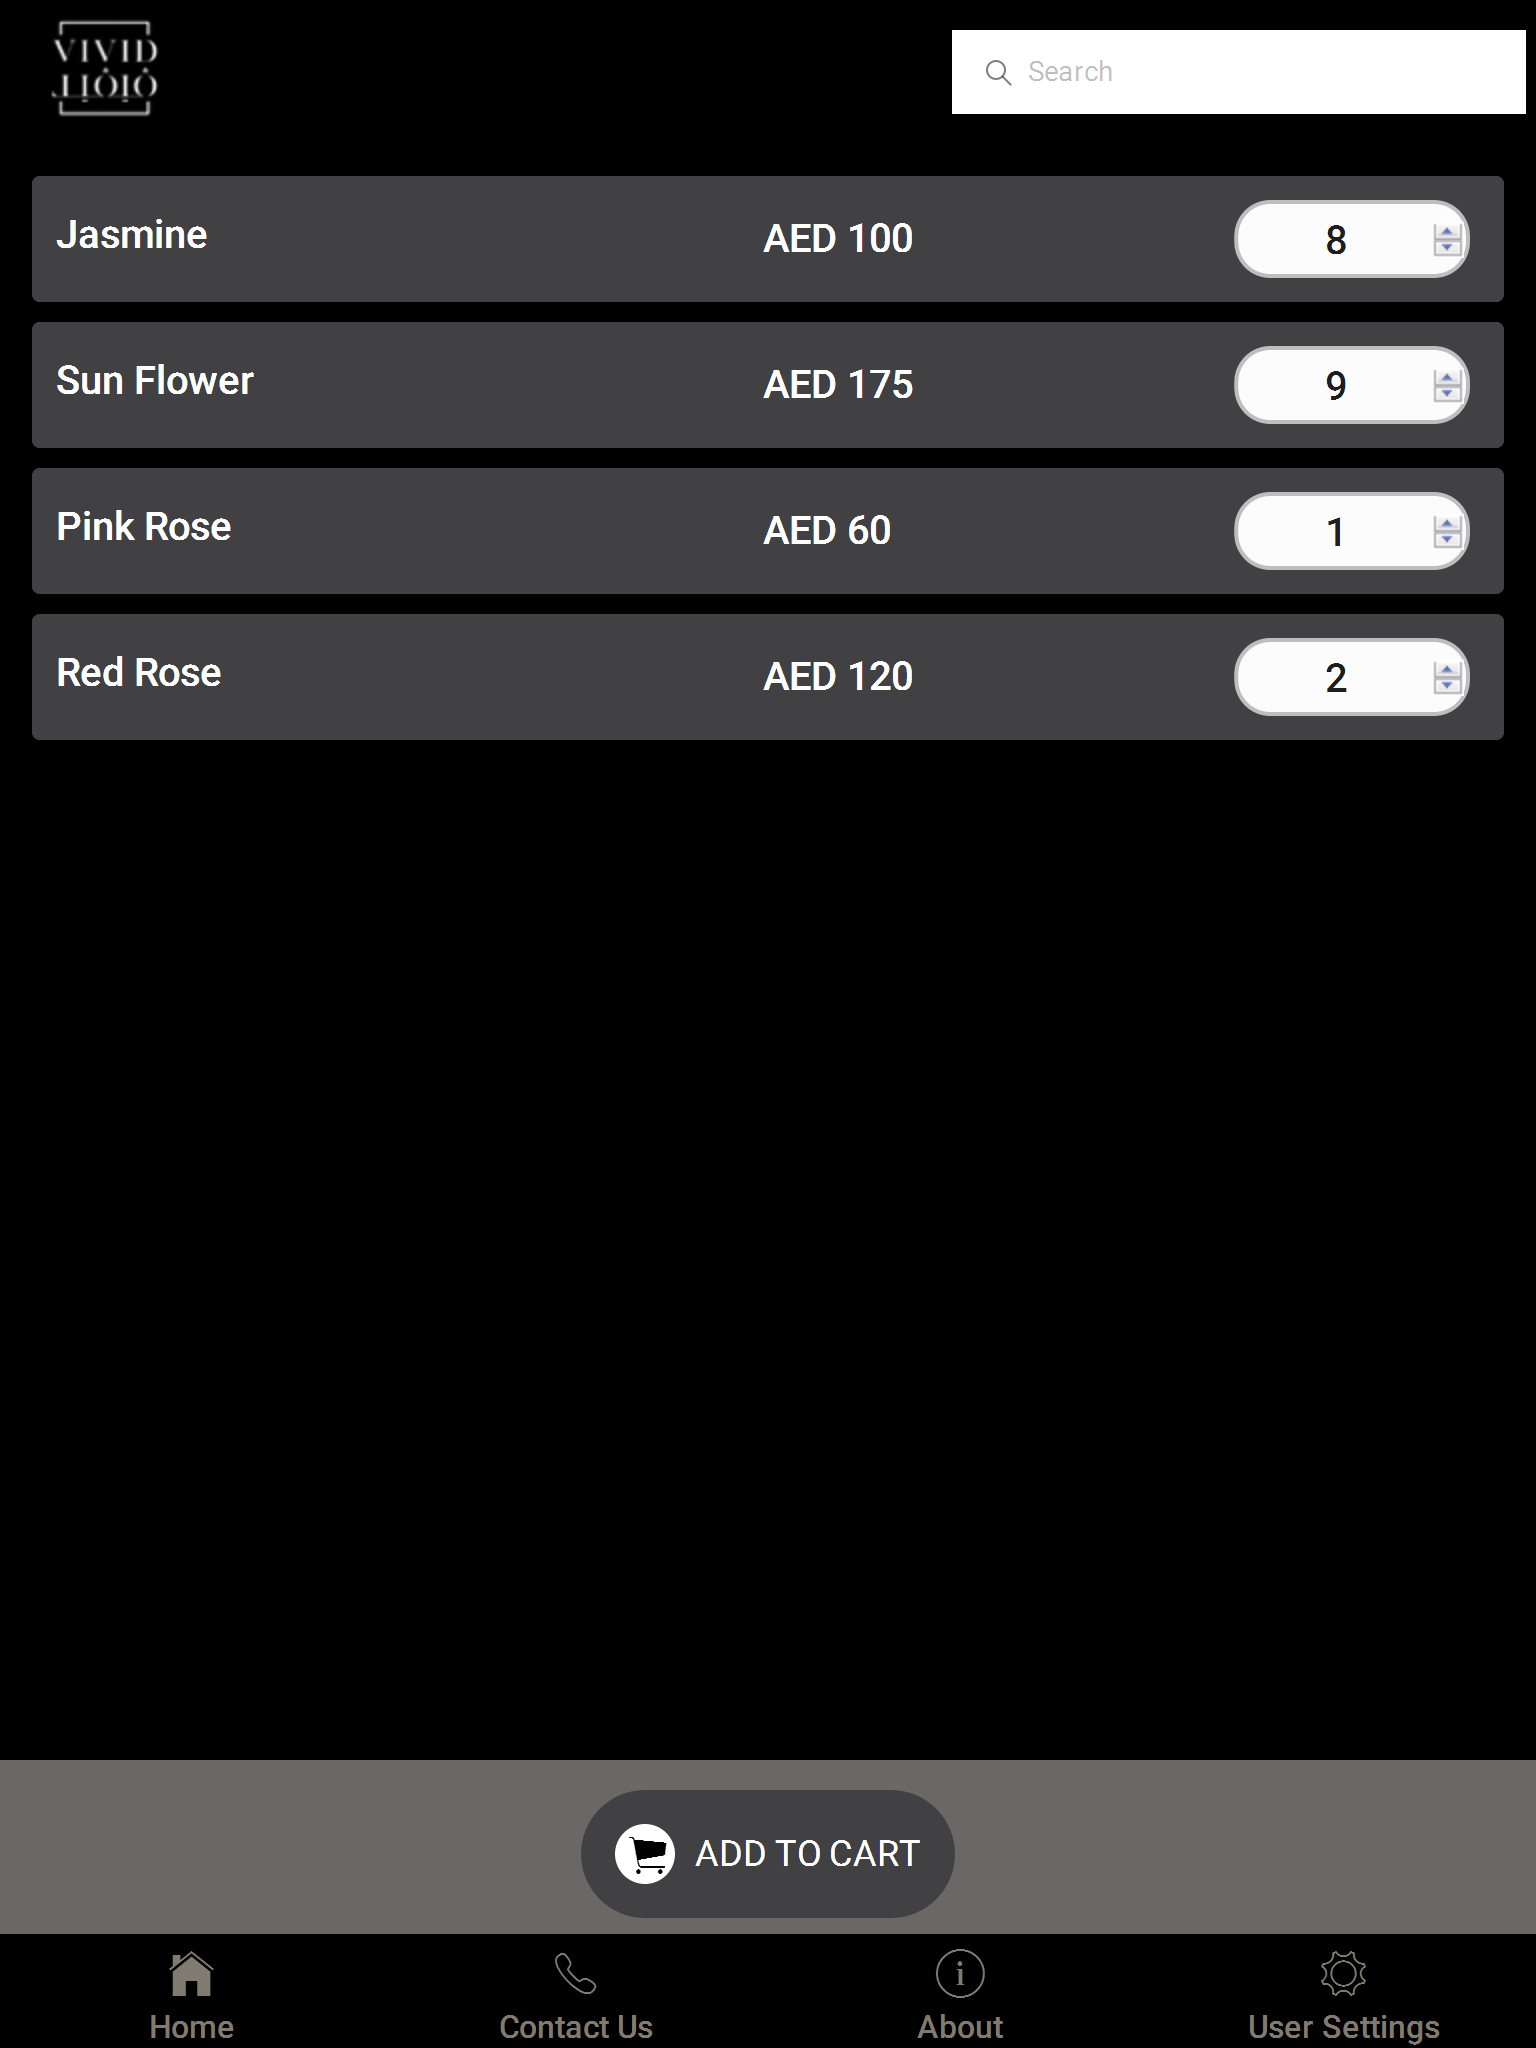 VIVID
Search
Jasmine AED 100 8
Sun Flower AED 175 9
Pink Rose AED 60 1
Red Rose AED 120 2
ADD TO CART
Home Contact Us About User Settings